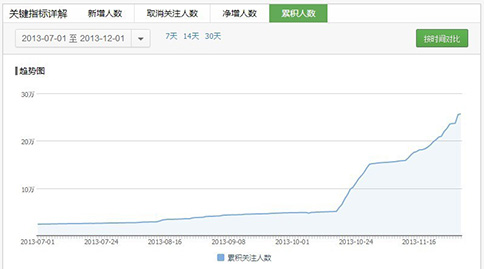 关键指标详解 新增人数 取消关注人数 净增人数 累积人数
2013-07-01 至 2013-12-01 7天 14天 30天 按时间对比
趋势图
30万
20万
10万
2013-07-01 2013-07-24 2013-08-16 2013-09-08 2013-10-01 2013-10-24 2013-11-16
累积关注人数